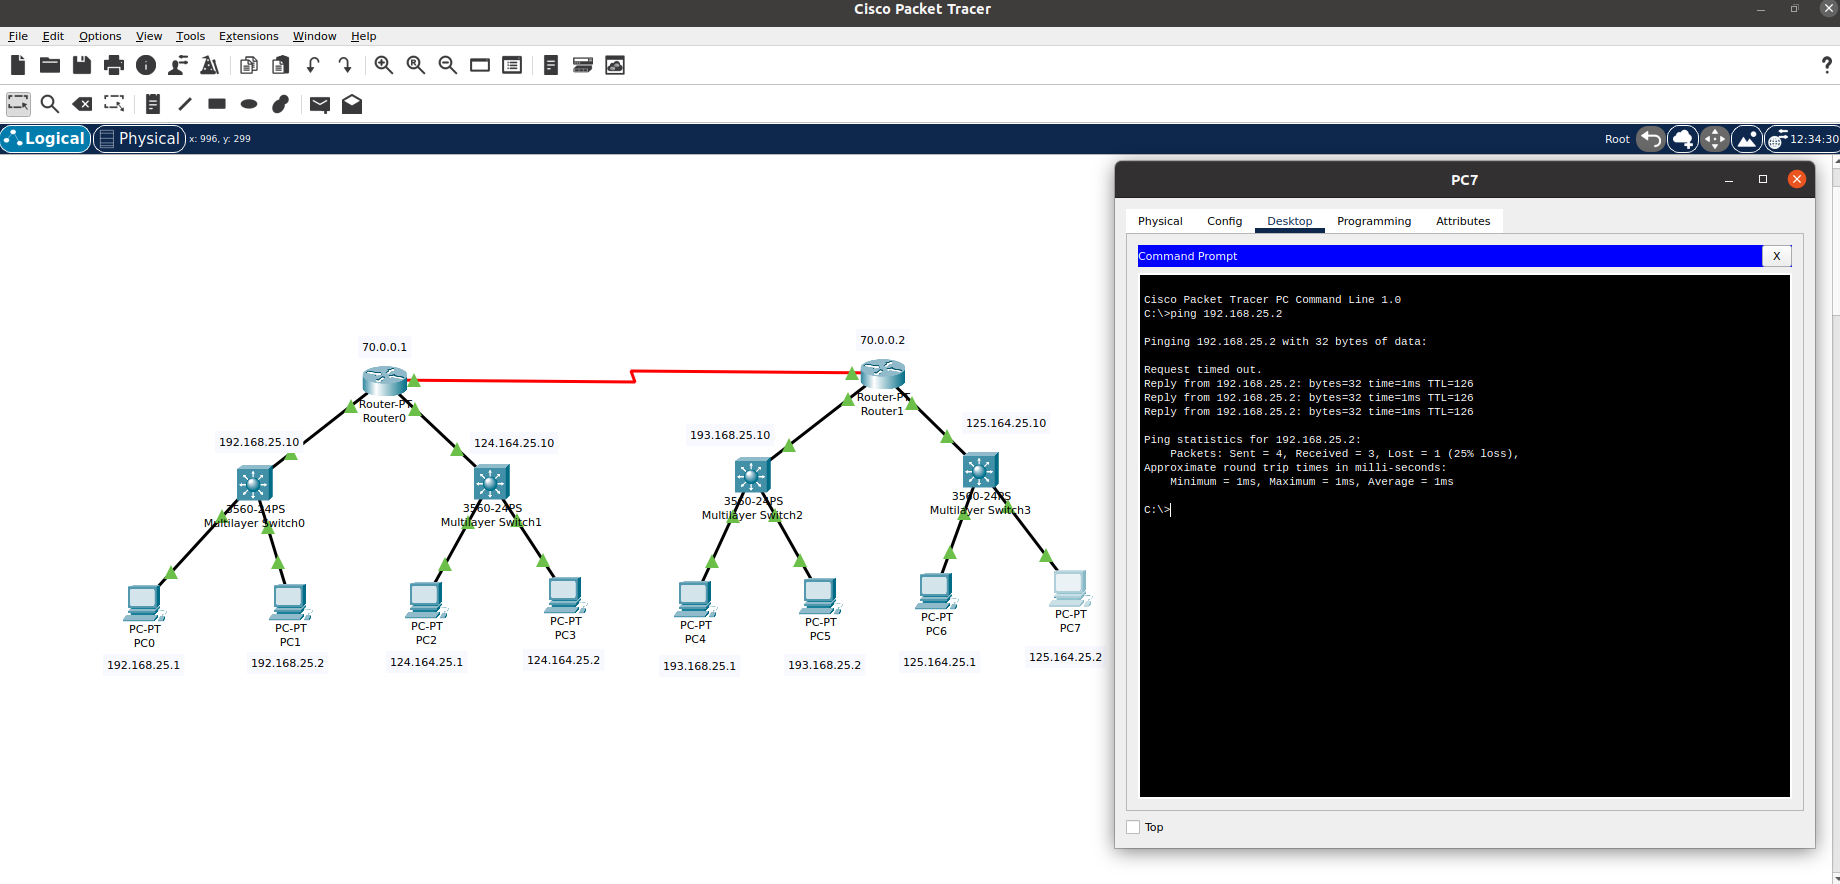 Cisco Packet Tracer
File Edit Options View Tools Extensions Window Help
Logical Physical x: 996, y: 299 Root 12:34:30
70.0.0.1
Router-PT
Router0
70.0.0.2
Router-PT
Router1
192.168.25.10
3560-24PS
Multilayer Switch0
124.164.25.10
3560-24PS
Multilayer Switch1
193.168.25.10
3560-24PS
Multilayer Switch2
125.164.25.10
3560-24PS
Multilayer Switch3
PC-PT
PC0
192.168.25.1
PC-PT
PC1
192.168.25.2
PC-PT
PC2
124.164.25.1
PC-PT
PC3
124.164.25.2
PC-PT
PC4
193.168.25.1
PC-PT
PC5
193.168.25.2
PC-PT
PC6
125.164.25.1
PC-PT
PC7
125.164.25.2
PC7
Physical Config Desktop Programming Attributes
Command Prompt X
Cisco Packet Tracer PC Command Line 1.0
C:\>ping 192.168.25.2
Pinging 192.168.25.2 with 32 bytes of data:
Request timed out.
Reply from 192.168.25.2: bytes=32 time=1ms TTL=126
Reply from 192.168.25.2: bytes=32 time=1ms TTL=126
Reply from 192.168.25.2: bytes=32 time=1ms TTL=126
Ping statistics for 192.168.25.2:
Packets: Sent = 4, Received = 3, Lost = 1 (25% loss),
Approximate round trip times in milli-seconds:
Minimum = 1ms, Maximum = 1ms, Average = 1ms
C:\>
Top